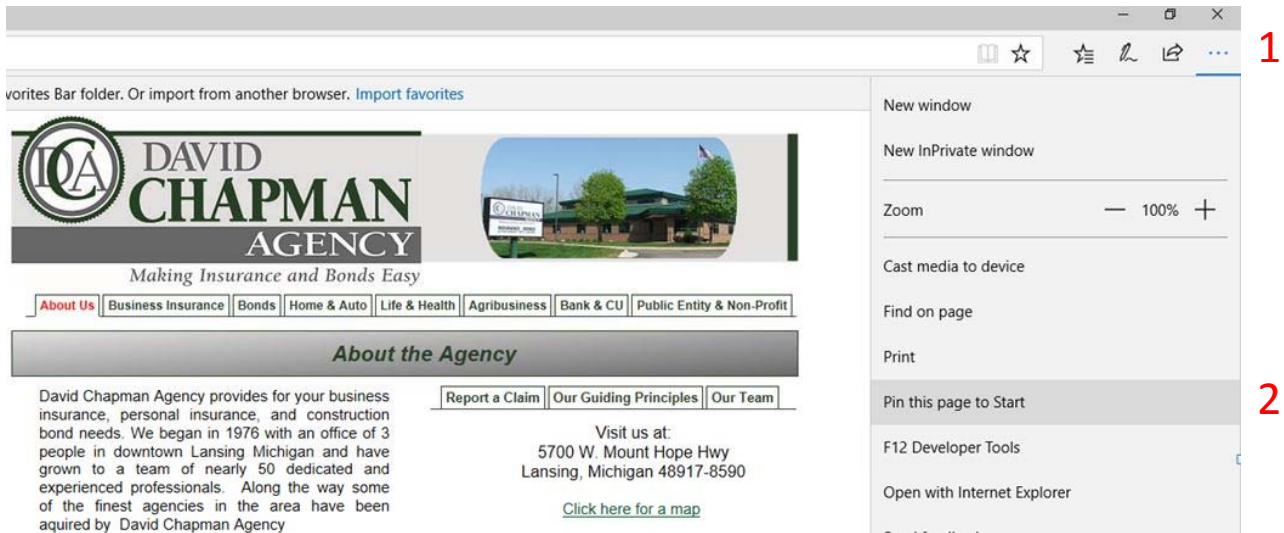 1
vorites Bar folder. Or import from another browser. Import favorites
New window
New InPrivate window
Zoom — 100% +
Cast media to device
Find on page
Print
Pin this page to Start
2
F12 Developer Tools
Open with Internet Explorer
DCA
DAVID
CHAPMAN
AGENCY
Making Insurance and Bonds Easy
About Us Business Insurance Bonds Home & Auto Life & Health Agribusiness Bank & CU Public Entity & Non-Profit
About the Agency
David Chapman Agency provides for your business
insurance, personal insurance, and construction
bond needs. We began in 1976 with an office of 3
people in downtown Lansing Michigan and have
grown to a team of nearly 50 dedicated and
experienced professionals. Along the way some
of the finest agencies in the area have been
aquired by David Chapman Agency
Report a Claim Our Guiding Principles Our Team
Visit us at:
5700 W. Mount Hope Hwy
Lansing, Michigan 48917-8590
Click here for a map